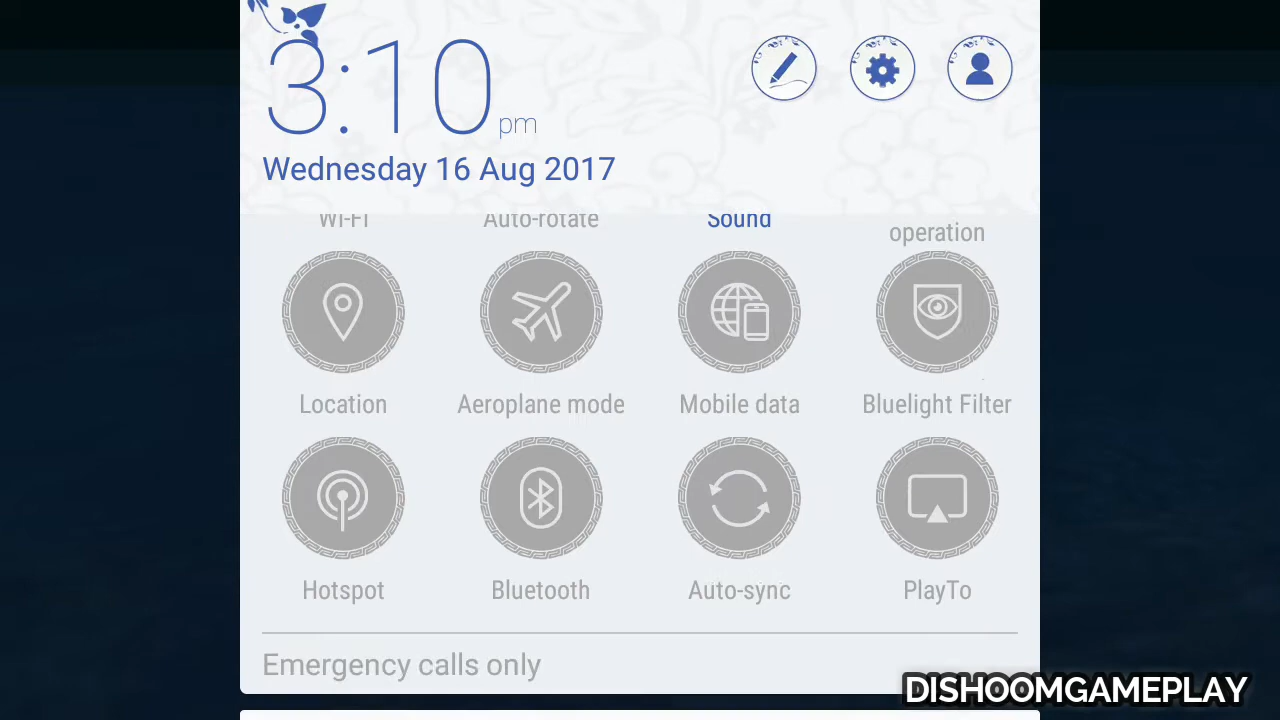 3:10 pm
Wednesday 16 Aug 2017
Wi-Fi Auto-rotate Sound operation
Location Aeroplane mode Mobile data Bluelight Filter
Hotspot Bluetooth Auto-sync PlayTo
Emergency calls only
DISHOOMGAMEPLAY